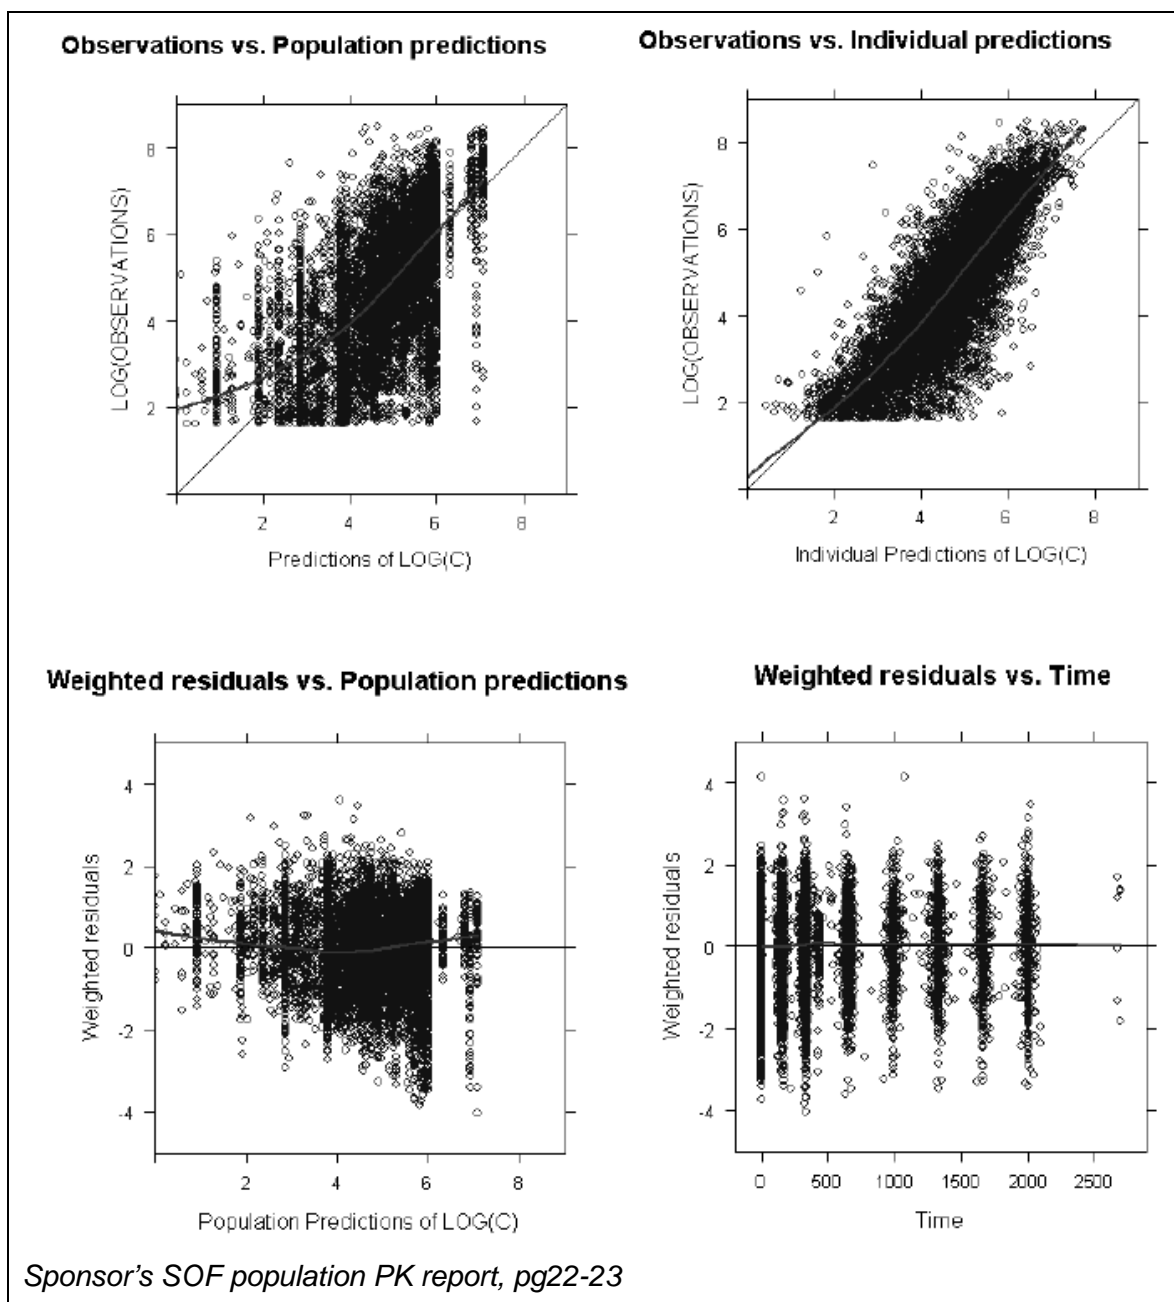 Observations vs. Population predictions
Observations vs. Individual predictions
LOG(OBSERVATIONS)
8
6
4
2
2 4 6 8
Predictions of LOG(C)
LOG(OBSERVATIONS)
8
6
4
2
2 4 6 8
Individual Predictions of LOG(C)
Weighted residuals vs. Population predictions
Weighted residuals vs. Time
Weighted residuals
4
2
0
-2
-4
2 4 6 8
Population Predictions of LOG(C)
Weighted residuals
4
2
0
-2
-4
0 500 1000 1500 2000 2500
Time
Sponsor's SOF population PK report, pg22-23